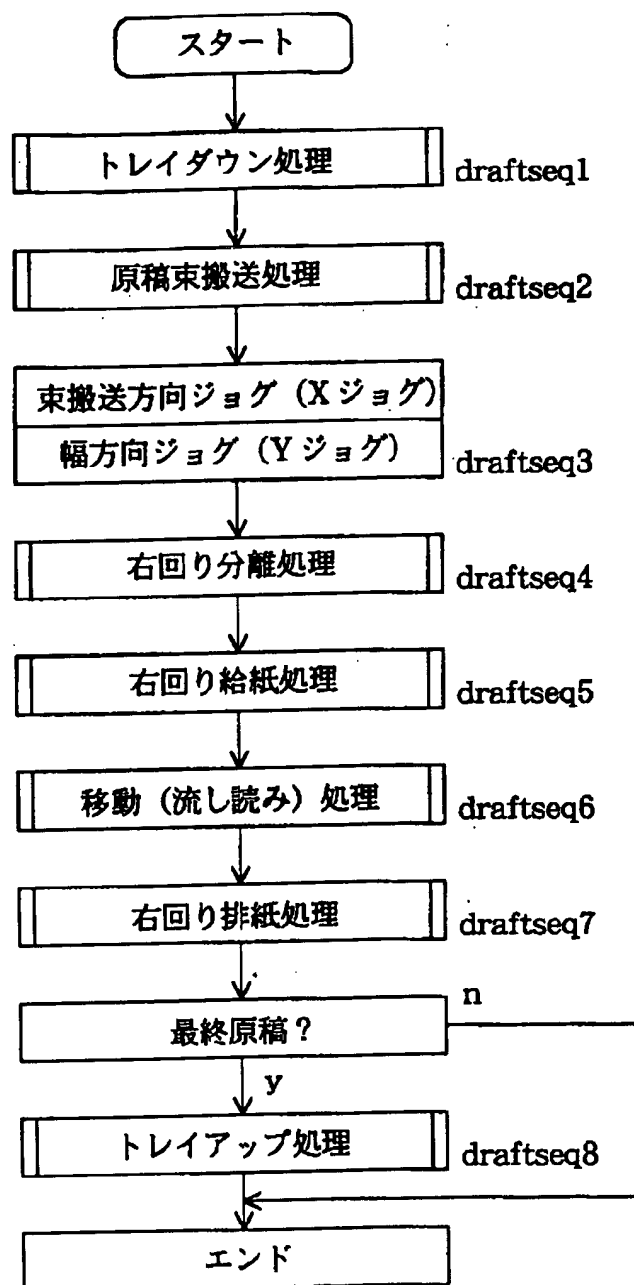 スタート
トレイダウン処理
draftseq1
原稿束搬送処理
draftseq2
束搬送方向ジョグ（Xジョグ）
幅方向ジョグ（Yジョグ）
draftseq3
右回り分離処理
draftseq4
右回り給紙処理
draftseq5
移動（流し読み）処理
draftseq6
右回り排紙処理
draftseq7
最終原稿？
n
y
トレイアップ処理
draftseq8
エンド